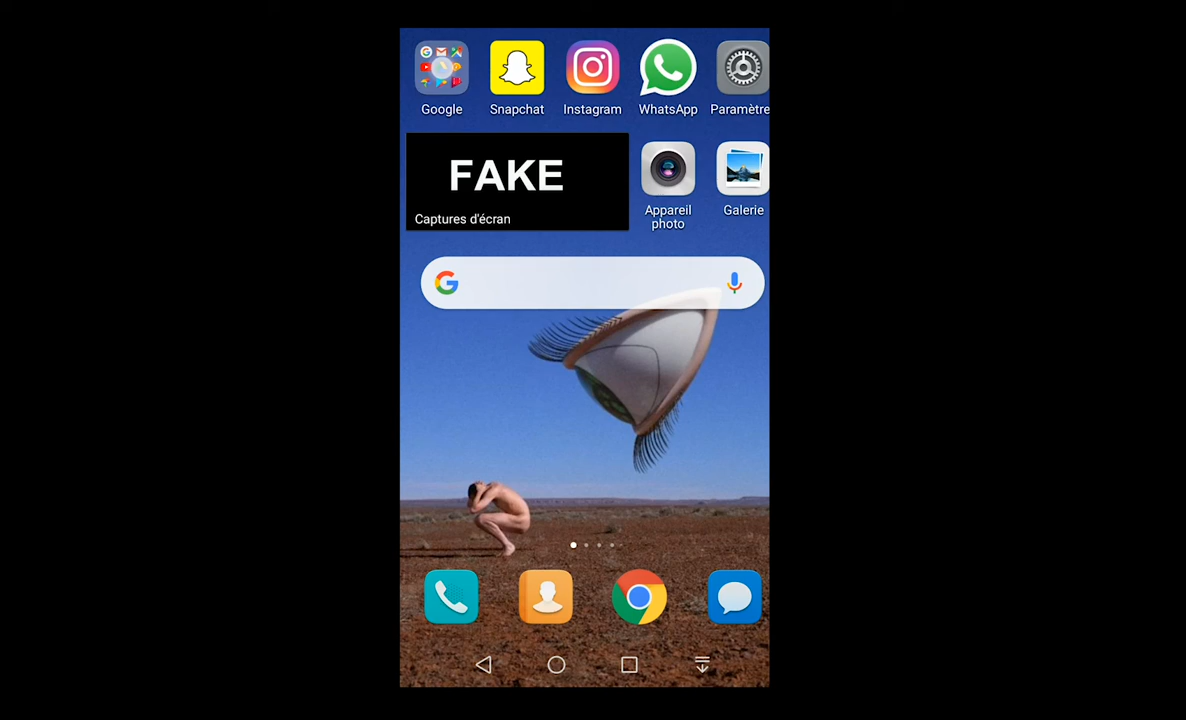 Google
Snapchat
Instagram
WhatsApp
Paramètre
FAKE
Captures d'écran
Appareil
photo
Galerie